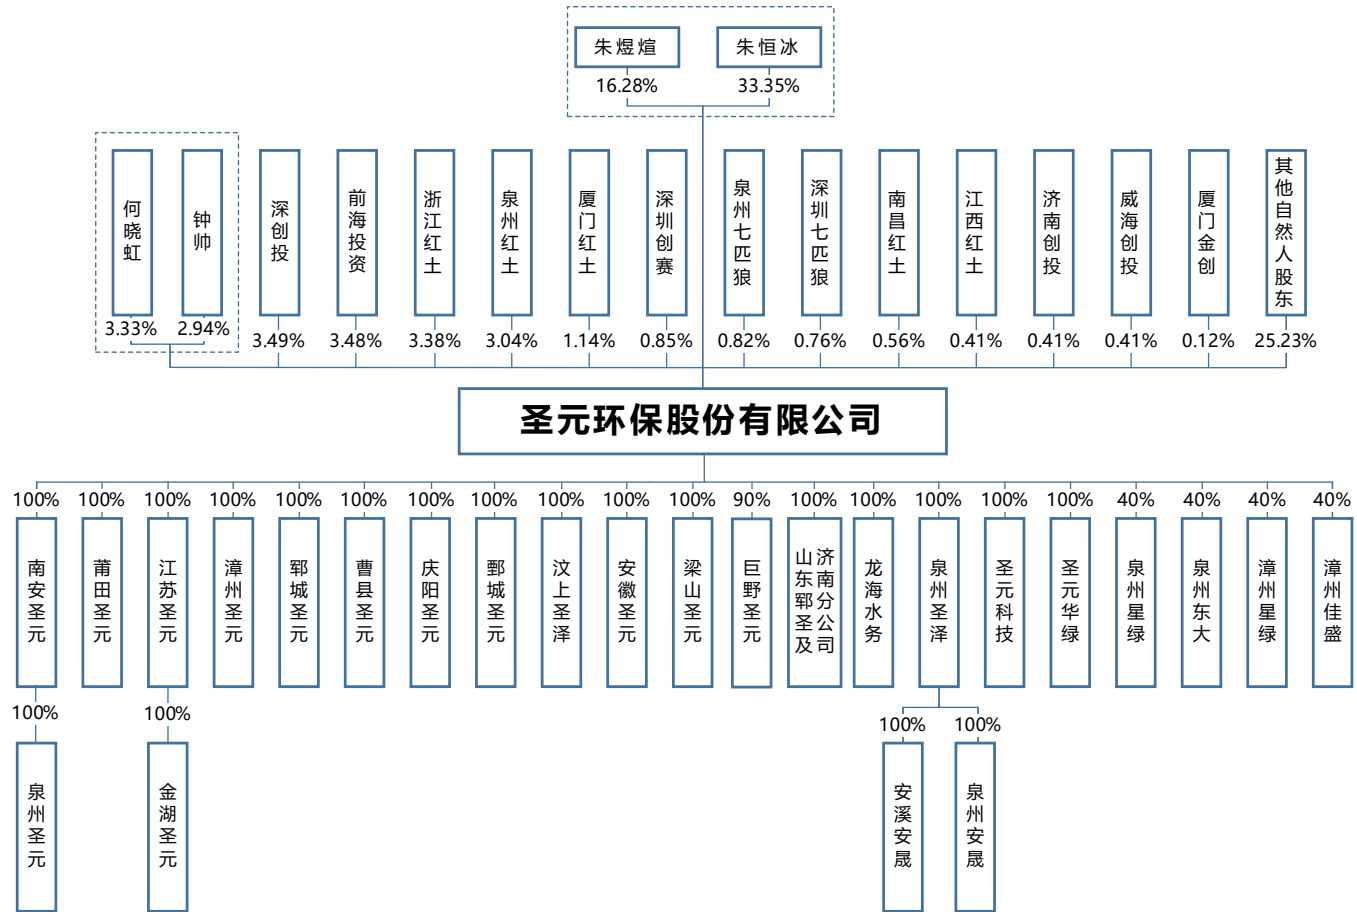 朱煜煊
朱恒冰
16.28%
33.35%
何晓虹
钟帅
深创投
前海投资
浙江红土
泉州红土
厦门红土
深圳创赛
泉州七匹狼
深圳七匹狼
南昌红土
江西红土
济南创投
威海创投
厦门金创
其他自然人股东
3.33%
2.94%
3.49%
3.48%
3.38%
3.04%
1.14%
0.85%
0.82%
0.76%
0.56%
0.41%
0.41%
0.41%
0.12%
25.23%
圣元环保股份有限公司
100%
100%
100%
100%
100%
100%
100%
100%
100%
100%
100%
90%
100%
100%
100%
100%
100%
40%
40%
40%
40%
南安圣元
莆田圣元
江苏圣元
漳州圣元
郓城圣元
曹县圣元
庆阳圣元
鄄城圣元
汶上圣泽
安徽圣元
梁山圣元
巨野圣元
山东郓圣及
济南分公司
龙海水务
泉州圣泽
圣元科技
圣元华绿
泉州星绿
泉州东大
漳州星绿
漳州佳盛
100%
100%
100%
100%
泉州圣元
金湖圣元
安溪安晟
泉州安晟